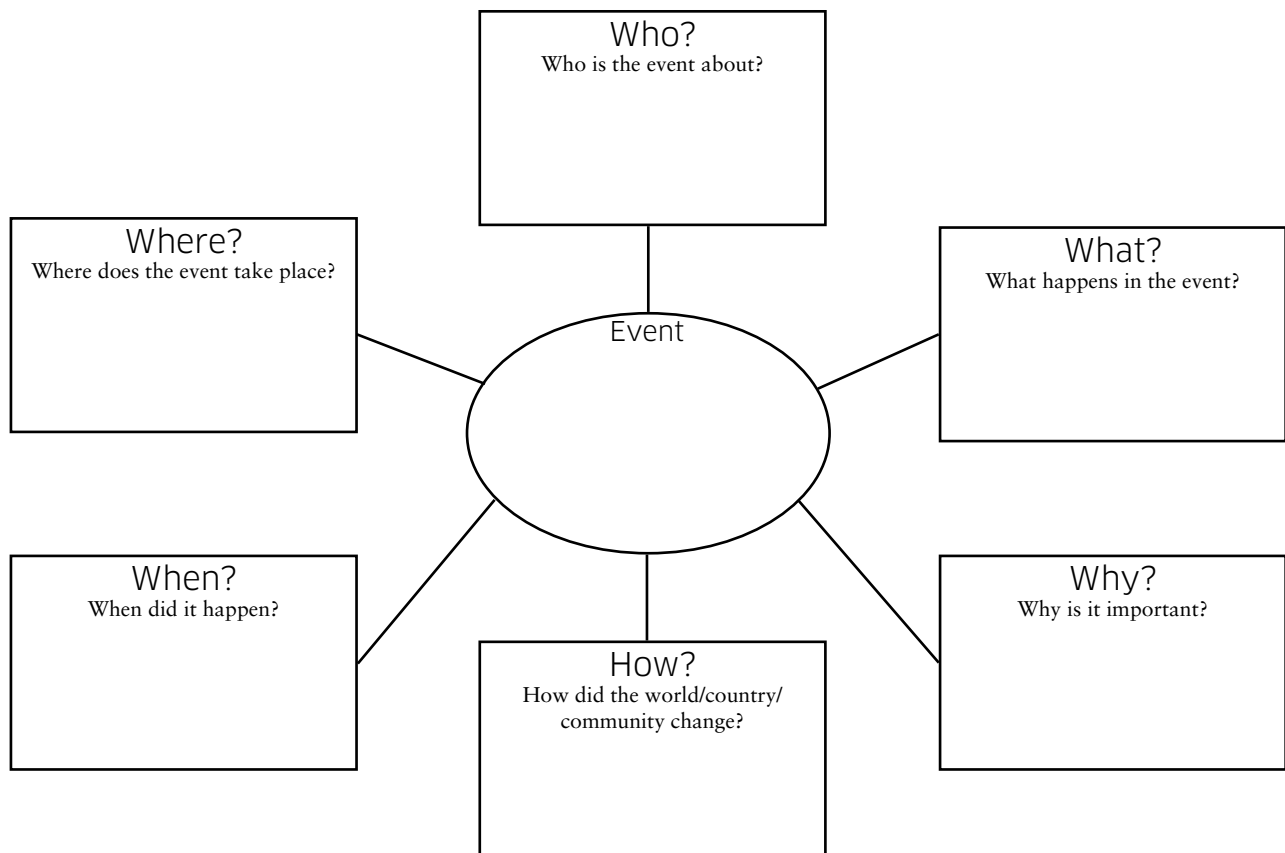 Who?
Who is the event about?
Where?
Where does the event take place?
What?
What happens in the event?
Event
When?
When did it happen?
Why?
Why is it important?
How?
How did the world/country/
community change?